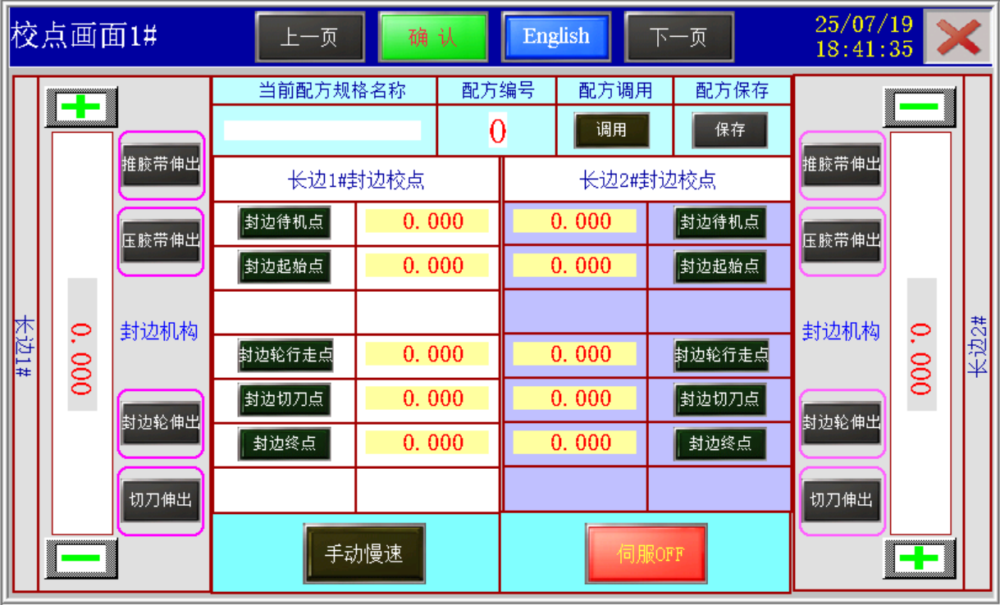 校点画面1#
上一页
确 认
English
下一页
25/07/19
18:41:35
当前配方规格名称
配方编号
配方调用
配方保存
0
调用
保存
长边1#封边校点
长边2#封边校点
封边待机点
0.000
0.000
封边待机点
封边起始点
0.000
0.000
封边起始点
封边轮行走点
0.000
0.000
封边轮行走点
封边切刀点
0.000
0.000
封边切刀点
封边终点
0.000
0.000
封边终点
手动慢速
伺服OFF
长边1#
0.000
推胶带伸出
压胶带伸出
封边机构
封边轮伸出
切刀伸出
推胶带伸出
压胶带伸出
封边机构
封边轮伸出
切刀伸出
0.000
长边2#